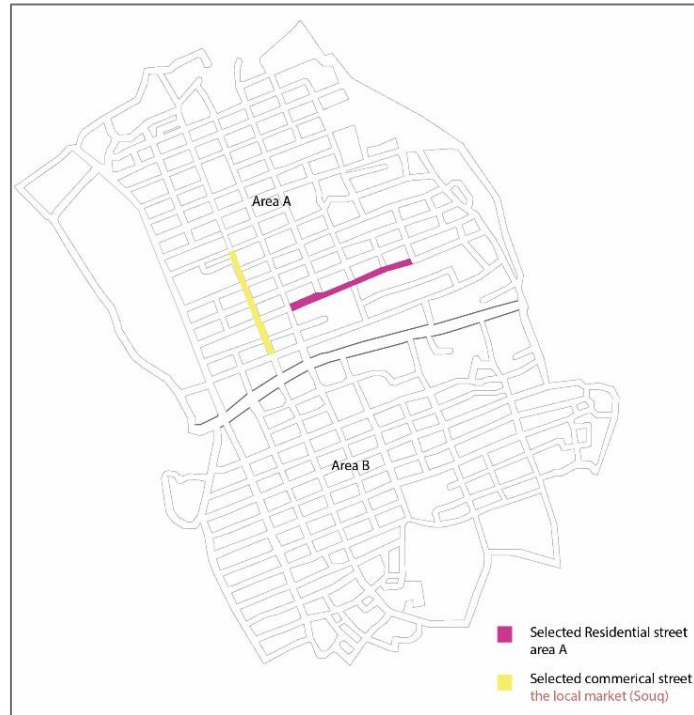 Area A
Area B
Selected Residential street
area A
Selected commerical street
the local market (Souq)